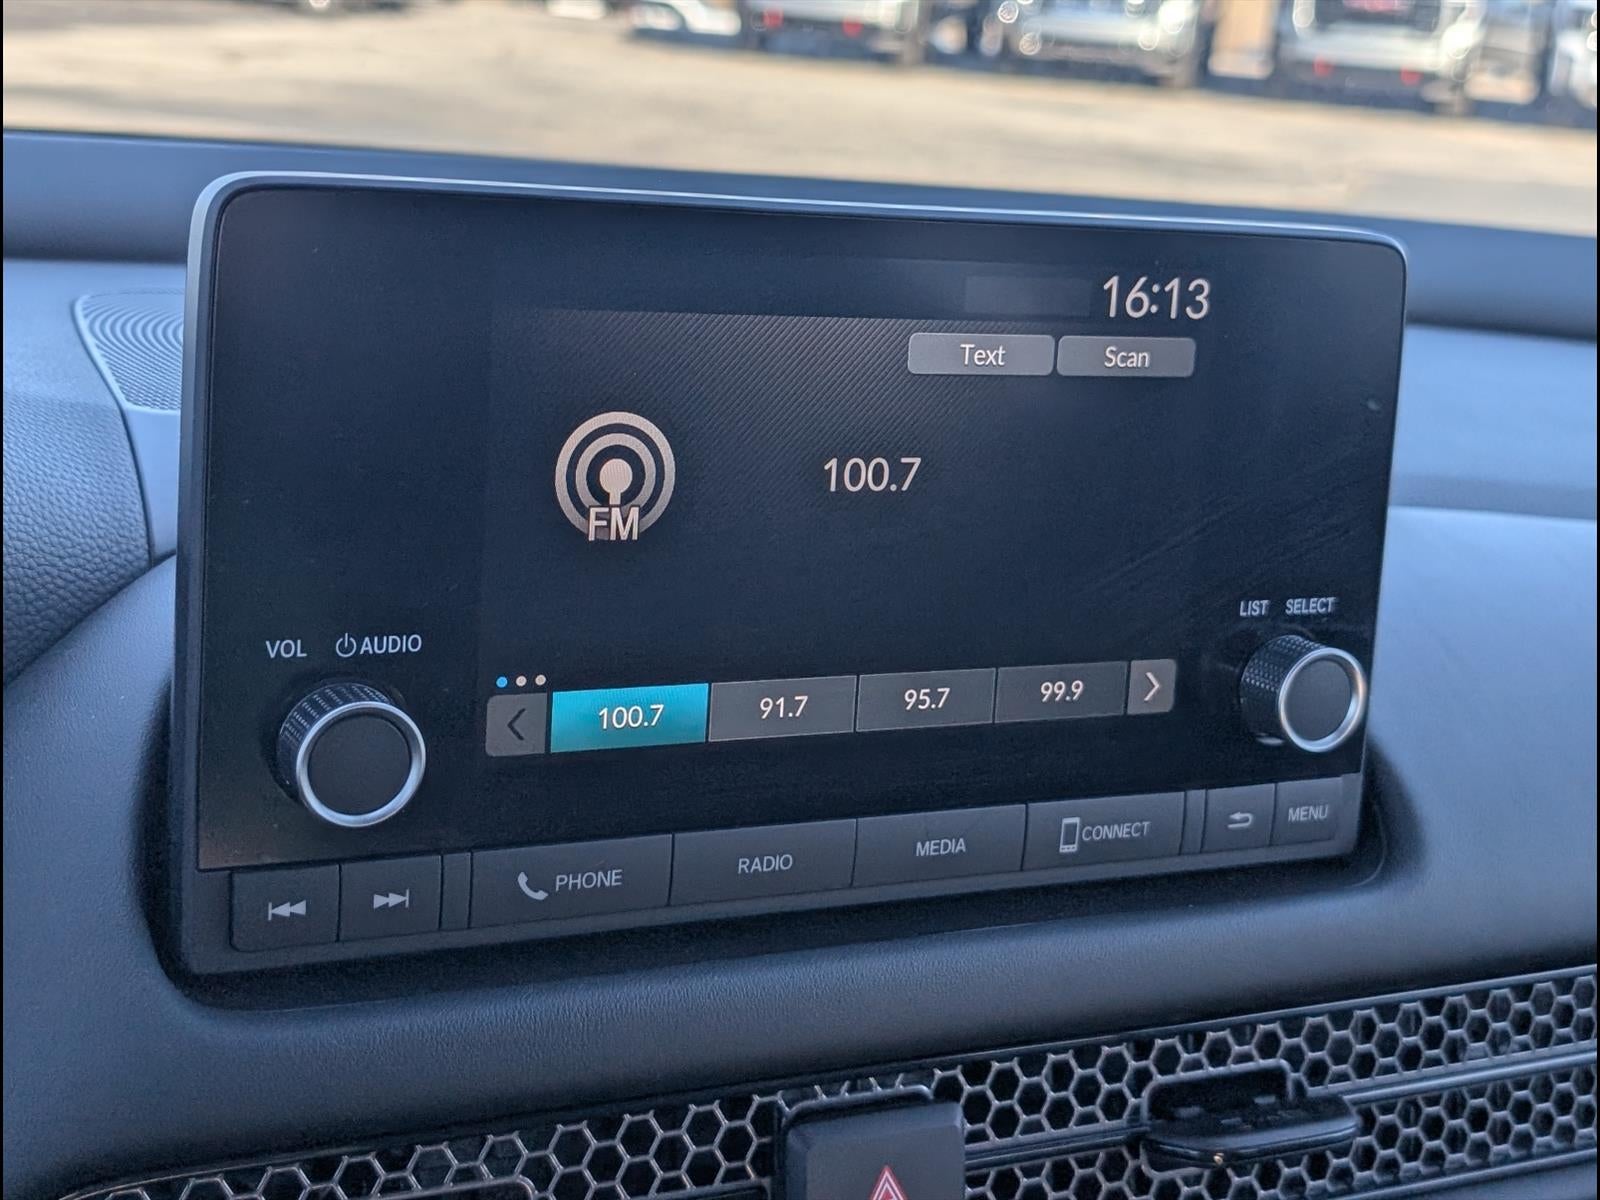 16:13
Text Scan
FM
100.7
LIST SELECT
VOL AUDIO
100.7 91.7 95.7 99.9
PHONE RADIO MEDIA CONNECT MENU